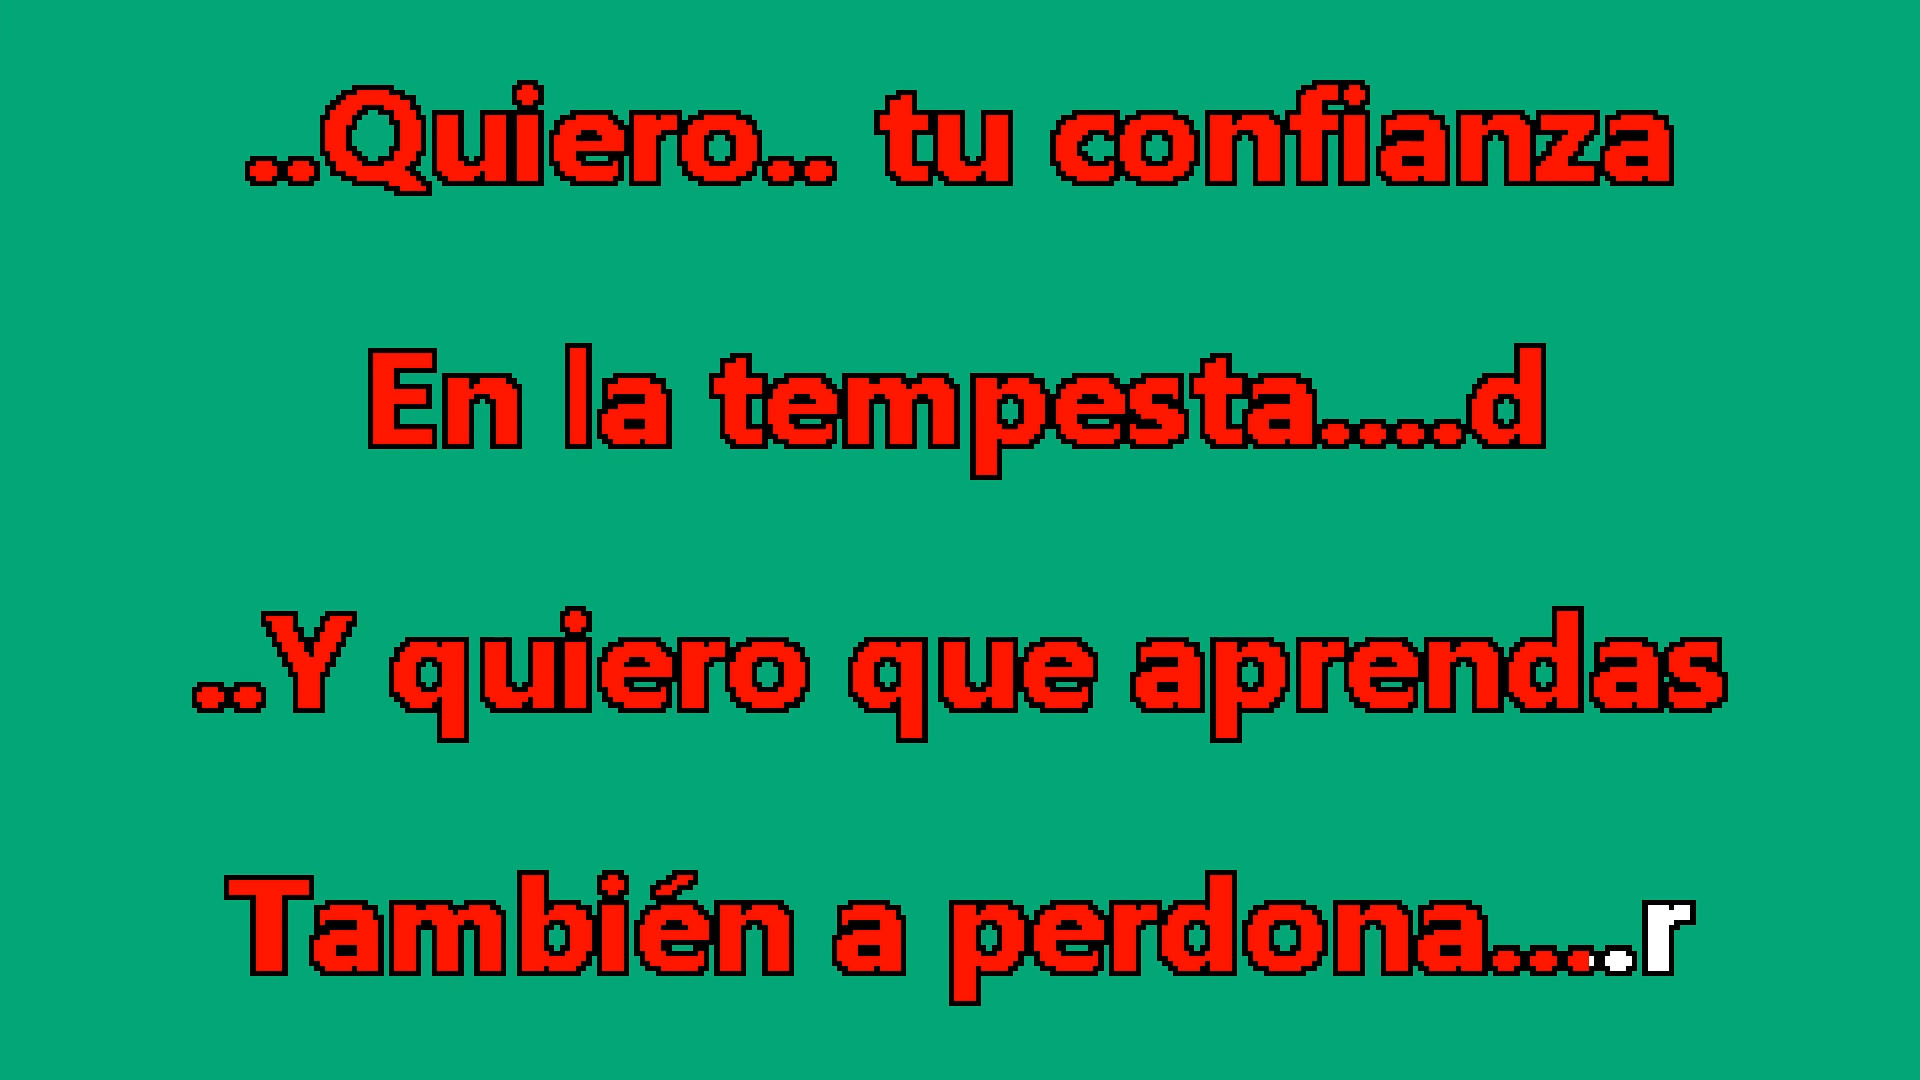 ..Quiero.. tu confianza
En la tempesta....d
..Y quiero que aprendas
También a perdona....r